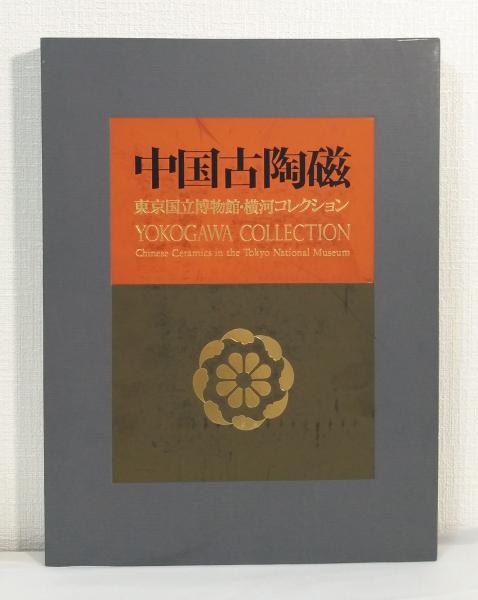 中国古陶磁
東京国立博物館・横河コレクション
YOKOGAWA COLLECTION
Chinese Ceramics in the Tokyo National Museum